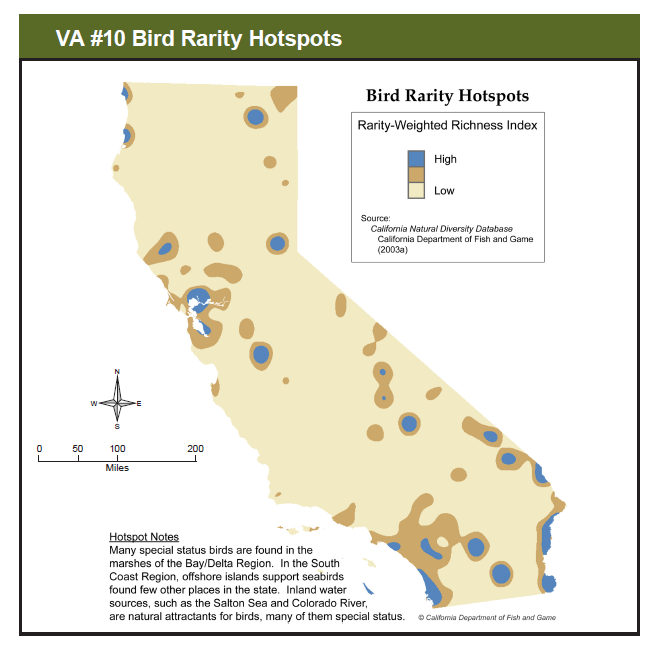 VA #10 Bird Rarity Hotspots
Bird Rarity Hotspots
Rarity-Weighted Richness Index
High
Low
Source:
California Natural Diversity Database
California Department of Fish and Game
(2003a)
N
W E
S
0 50 100 200
Miles
Hotspot Notes
Many special status birds are found in the
marshes of the Bay/Delta Region. In the South
Coast Region, offshore islands support seabirds
found few other places in the state. Inland water
sources, such as the Salton Sea and Colorado River,
are natural attractants for birds, many of them special status.
© California Department of Fish and Game